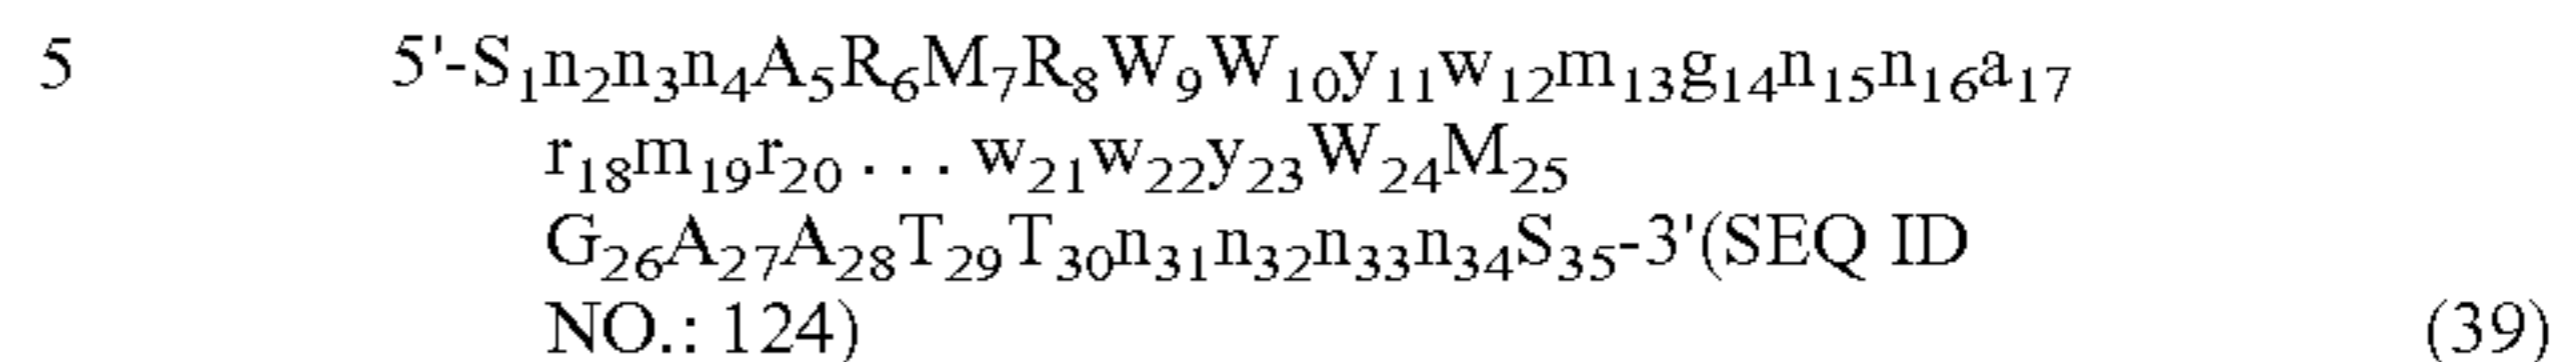 5 5'-S₁n₂n₃n₄A₅R₆M₇R₈W₉W₁₀y₁₁w₁₂m₁₃g₁₄n₁₅n₁₆a₁₇
r₁₈m₁₉r₂₀ . . . w₂₁w₂₂y₂₃W₂₄M₂₅
G₂₆A₂₇A₂₈T₂₉T₃₀n₃₁n₃₂n₃₃n₃₄S₃₅-3'(SEQ ID
NO.: 124) (39)